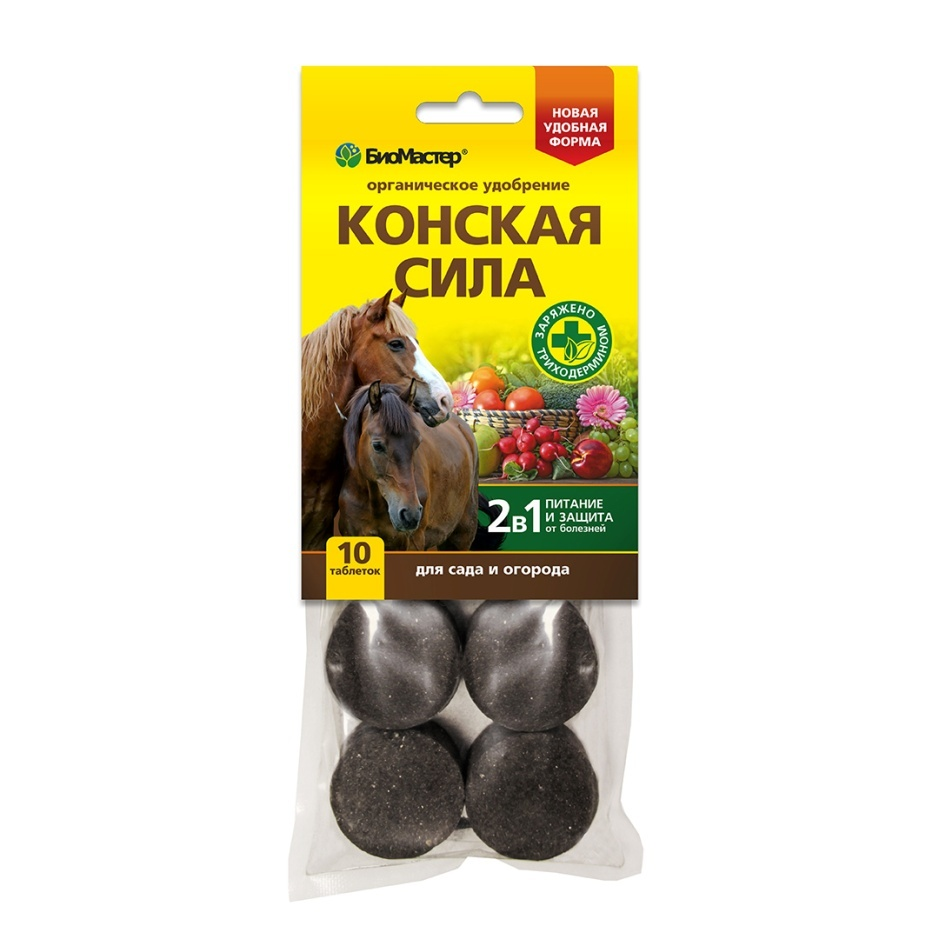 НОВАЯ
УДОБНАЯ
ФОРМА
БиоМастер®
органическое удобрение
КОНСКАЯ
СИЛА
ЗАРЯЖЕНО
ТРИХОДЕРМИНОМ
2в1
ПИТАНИЕ
И ЗАЩИТА
от болезней
10
таблеток
для сада и огорода